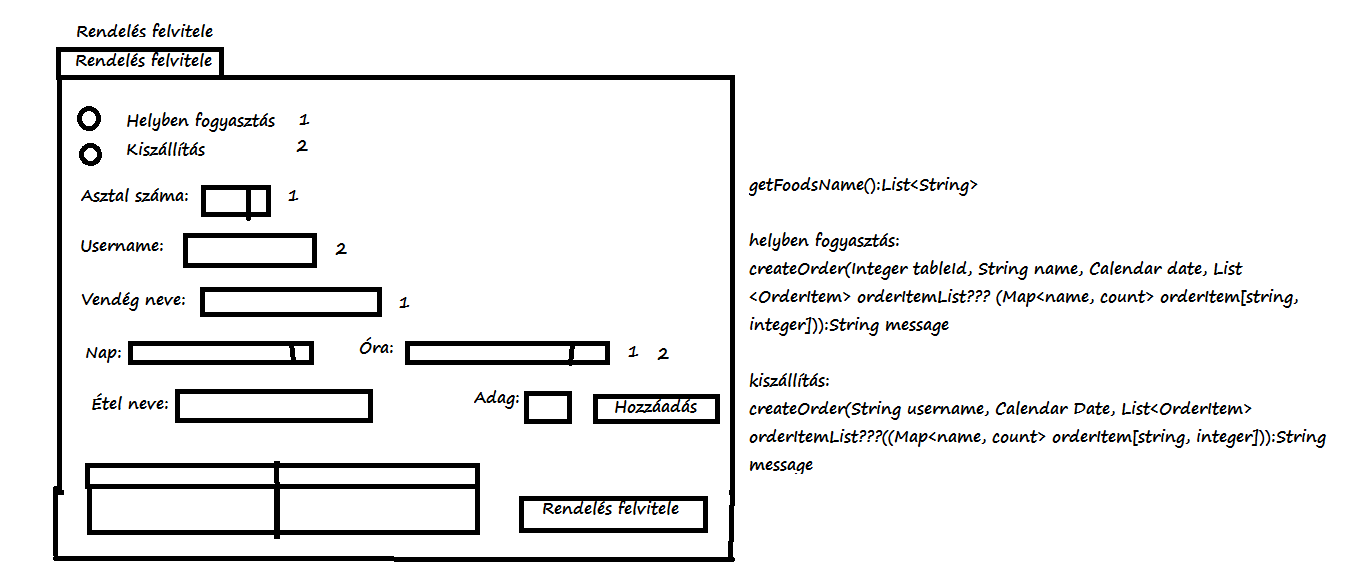 Rendelés felvitele
Rendelés felvitele
Helyben fogyasztás 1
Kiszállítás 2
Asztal száma: 1
Username: 2
Vendég neve: 1
Nap: Óra: 1 2
Étel neve: Adag: Hozzáadás
Rendelés felvitele
getFoodsName():List<String>
helyben fogyasztás:
createOrder(Integer tableId, String name, Calendar date, List
<OrderItem> orderItemList??? (Map<name, count> orderItem[string,
integer])):String message
kiszállítás:
createOrder(String username, Calendar Date, List<OrderItem>
orderItemList???((Map<name, count> orderItem[string, integer])):String
message